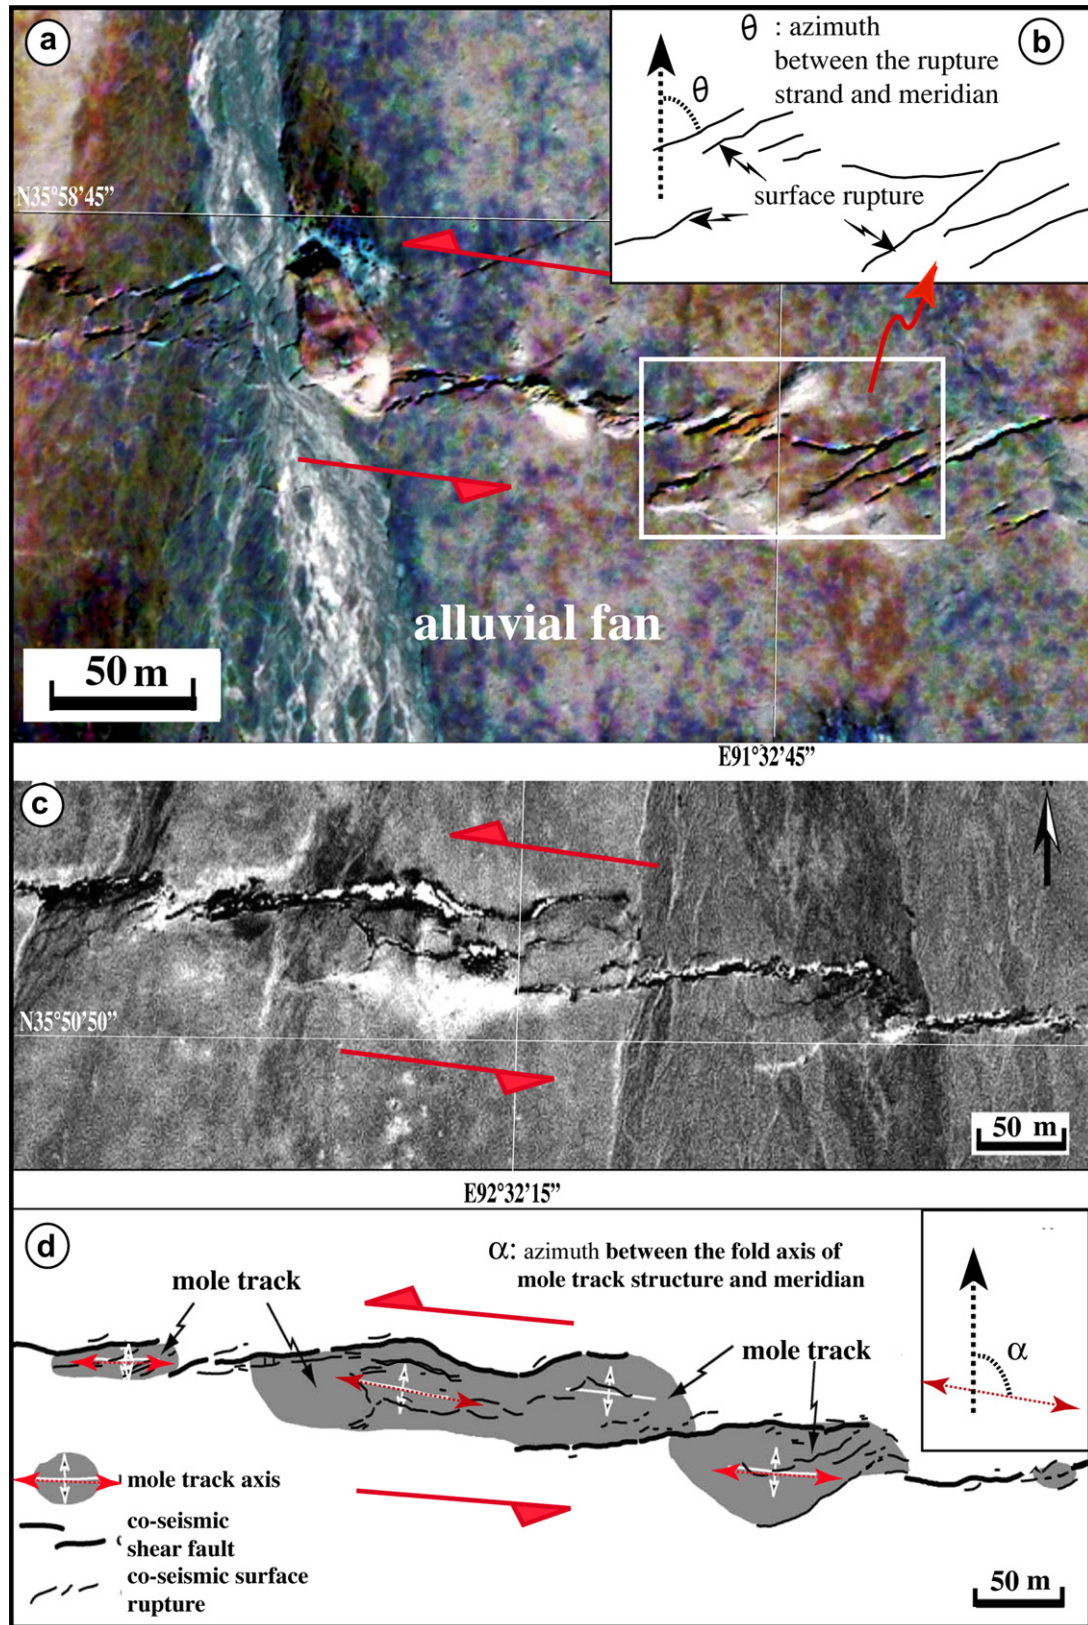 a
θ : azimuth
between the rupture
strand and meridian
b
θ
surface rupture
N35°58'45”
alluvial fan
50 m
E91°32'45”
c
N35°50'50”
50 m
E92°32'15”
d
α: azimuth between the fold axis of
mole track structure and meridian
mole track
mole track
α
mole track axis
co-seismic
shear fault
co-seismic surface
rupture
50 m